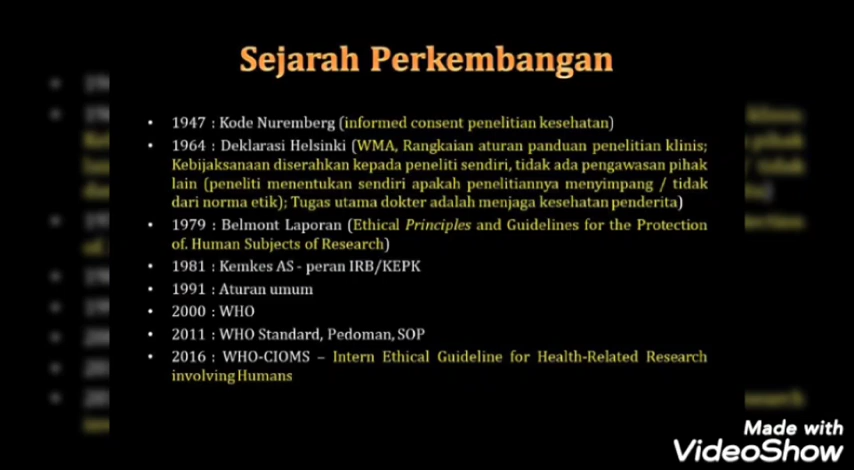 Sejarah Perkembangan
• 1947 : Kode Nuremberg (informed consent penelitian kesehatan)
• 1964 : Deklarasi Helsinki (WMA, Rangkaian aturan panduan penelitian klinis;
Kebijaksanaan diserahkan kepada peneliti sendiri, tidak ada pengawasan pihak
lain (peneliti menentukan sendiri apakah penelitiannya menyimpang / tidak
dari norma etik); Tugas utama dokter adalah menjaga kesehatan penderita)
• 1979 : Belmont Laporan (Ethical Principles and Guidelines for the Protection
of. Human Subjects of Research)
• 1981 : Kemkes AS - peran IRB/KEPK
• 1991 : Aturan umum
• 2000 : WHO
• 2011 : WHO Standard, Pedoman, SOP
• 2016 : WHO-CIOMS – Intern Ethical Guideline for Health-Related Research
involving Humans
Made with
VideoShow